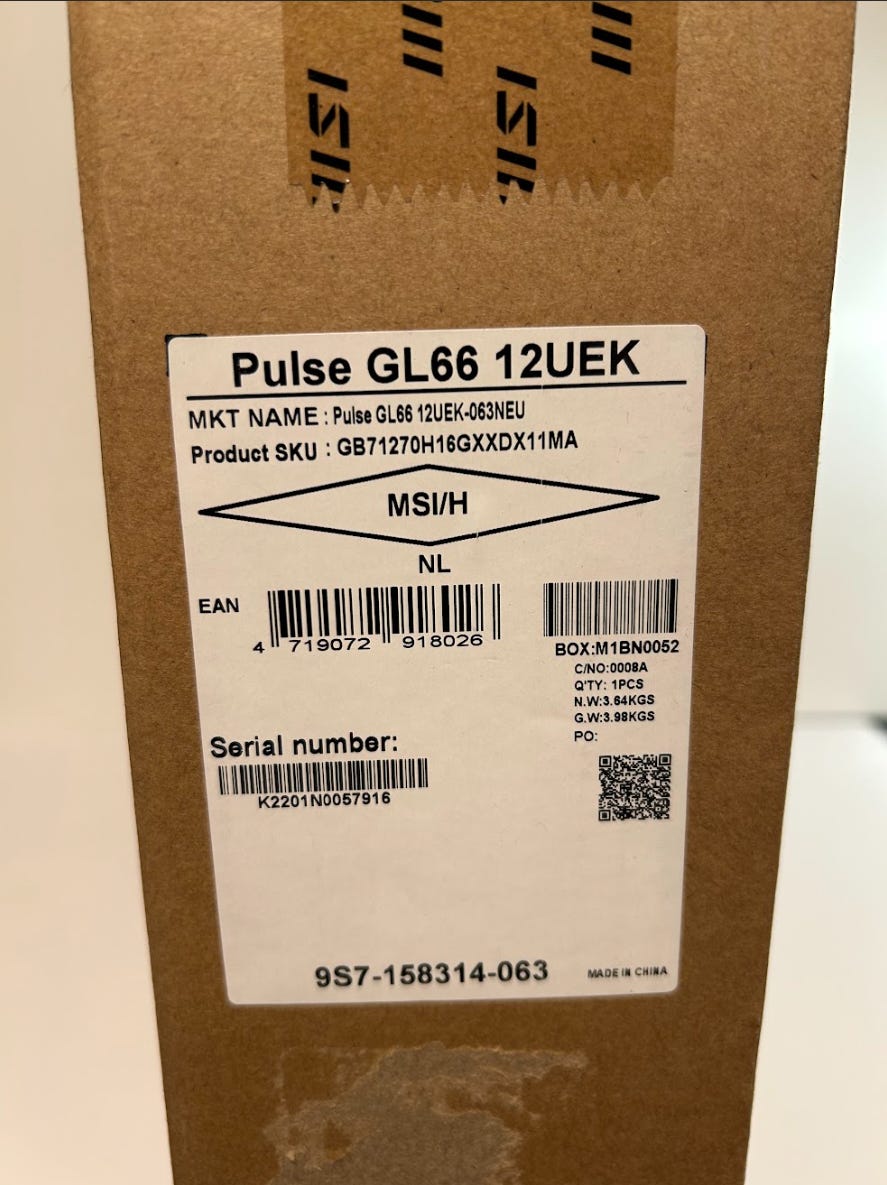 Pulse GL66 12UEK
MKT NAME : Pulse GL66 12UEK-063NEU
Product SKU : GB71270H16GXXDX11MA
MSI/H
NL
EAN
4 719072 918026
BOX:M1BN0052
C/NO:0008A
Q'TY: 1PCS
N.W:3.64KGS
G.W:3.98KGS
PO:
Serial number:
K2201N0057916
9S7-158314-063
MADE IN CHINA